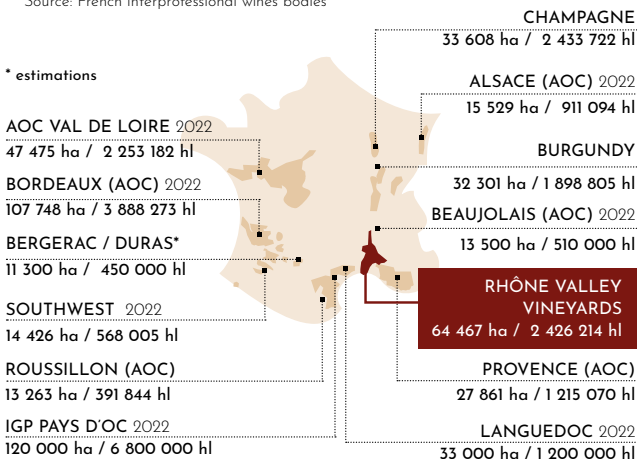 Source: French interprofessional wines bodies
* estimations
AOC VAL DE LOIRE 2022
47 475 ha / 2 253 182 hl
BORDEAUX (AOC) 2022
107 748 ha / 3 888 273 hl
BERGERAC / DURAS*
11 300 ha / 450 000 hl
SOUTHWEST 2022
14 426 ha / 568 005 hl
ROUSSILLON (AOC)
13 263 ha / 391 844 hl
IGP PAYS D'OC 2022
120 000 ha / 6 800 000 hl
CHAMPAGNE
33 608 ha / 2 433 722 hl
ALSACE (AOC) 2022
15 529 ha / 911 094 hl
BURGUNDY
32 301 ha / 1 898 805 hl
BEAUJOLAIS (AOC) 2022
13 500 ha / 510 000 hl
RHÔNE VALLEY
VINEYARDS
64 467 ha / 2 426 214 hl
PROVENCE (AOC)
27 861 ha / 1 215 070 hl
LANGUEDOC 2022
33 000 ha / 1 200 000 hl